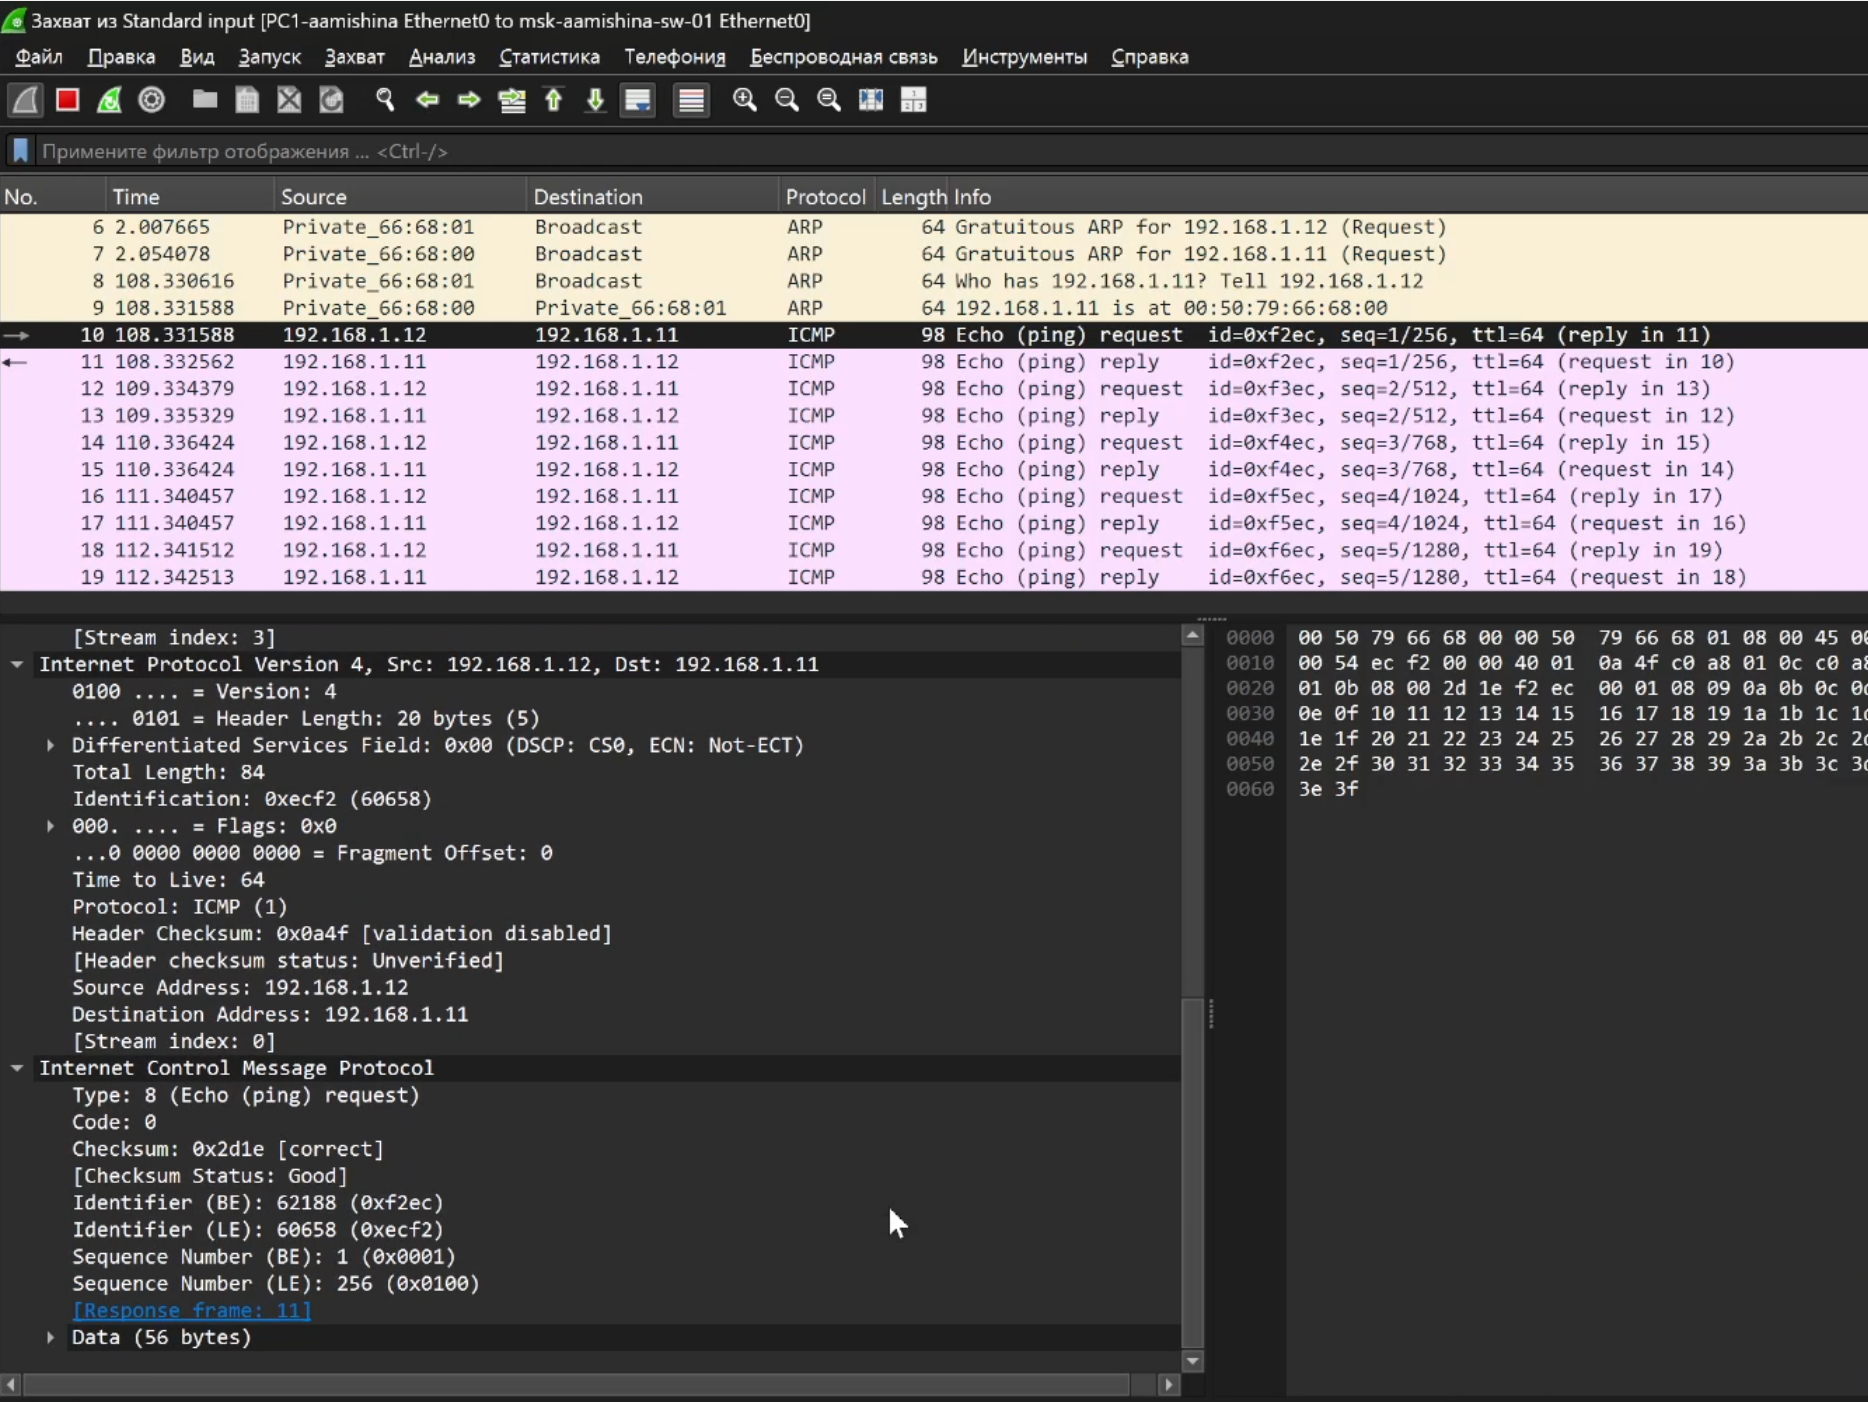 Захват из Standard input [PC1-aamishina Ethernet0 to msk-aamishina-sw-01 Ethernet0]
Файл Правка Вид Запуск Захват Анализ Статистика Телефония Беспроводная связь Инструменты Справка
Примените фильтр отображения ... <Ctrl-/>
No. Time Source Destination Protocol Length Info
6 2.007665 Private_66:68:01 Broadcast ARP 64 Gratuitous ARP for 192.168.1.12 (Request)
7 2.054078 Private_66:68:00 Broadcast ARP 64 Gratuitous ARP for 192.168.1.11 (Request)
8 108.330616 Private_66:68:01 Broadcast ARP 64 Who has 192.168.1.11? Tell 192.168.1.12
9 108.331588 Private_66:68:00 Private_66:68:01 ARP 64 192.168.1.11 is at 00:50:79:66:68:00
10 108.331588 192.168.1.12 192.168.1.11 ICMP 98 Echo (ping) request id=0xf2ec, seq=1/256, ttl=64 (reply in 11)
11 108.332562 192.168.1.11 192.168.1.12 ICMP 98 Echo (ping) reply id=0xf2ec, seq=1/256, ttl=64 (request in 10)
12 109.334379 192.168.1.12 192.168.1.11 ICMP 98 Echo (ping) request id=0xf3ec, seq=2/512, ttl=64 (reply in 13)
13 109.335329 192.168.1.11 192.168.1.12 ICMP 98 Echo (ping) reply id=0xf3ec, seq=2/512, ttl=64 (request in 12)
14 110.336424 192.168.1.12 192.168.1.11 ICMP 98 Echo (ping) request id=0xf4ec, seq=3/768, ttl=64 (reply in 15)
15 110.336424 192.168.1.11 192.168.1.12 ICMP 98 Echo (ping) reply id=0xf4ec, seq=3/768, ttl=64 (request in 14)
16 111.340457 192.168.1.12 192.168.1.11 ICMP 98 Echo (ping) request id=0xf5ec, seq=4/1024, ttl=64 (reply in 17)
17 111.340457 192.168.1.11 192.168.1.12 ICMP 98 Echo (ping) reply id=0xf5ec, seq=4/1024, ttl=64 (request in 16)
18 112.341512 192.168.1.12 192.168.1.11 ICMP 98 Echo (ping) request id=0xf6ec, seq=5/1280, ttl=64 (reply in 19)
19 112.342513 192.168.1.11 192.168.1.12 ICMP 98 Echo (ping) reply id=0xf6ec, seq=5/1280, ttl=64 (request in 18)
[Stream index: 3]
Internet Protocol Version 4, Src: 192.168.1.12, Dst: 192.168.1.11
0100 .... = Version: 4
.... 0101 = Header Length: 20 bytes (5)
Differentiated Services Field: 0x00 (DSCP: CS0, ECN: Not-ECT)
Total Length: 84
Identification: 0xecf2 (60658)
000. .... = Flags: 0x0
...0 0000 0000 0000 = Fragment Offset: 0
Time to Live: 64
Protocol: ICMP (1)
Header Checksum: 0x0a4f [validation disabled]
[Header checksum status: Unverified]
Source Address: 192.168.1.12
Destination Address: 192.168.1.11
[Stream index: 0]
Internet Control Message Protocol
Type: 8 (Echo (ping) request)
Code: 0
Checksum: 0x2d1e [correct]
[Checksum Status: Good]
Identifier (BE): 62188 (0xf2ec)
Identifier (LE): 60658 (0xecf2)
Sequence Number (BE): 1 (0x0001)
Sequence Number (LE): 256 (0x0100)
[Response frame: 11]
Data (56 bytes)
0000 00 50 79 66 68 00 00 50 79 66 68 01 08 00 45
0010 00 54 ec f2 00 00 40 01 0a 4f c0 a8 01 0c c0
0020 01 0b 08 00 2d 1e f2 ec 00 01 08 09 0a 0b 0c
0030 0e 0f 10 11 12 13 14 15 16 17 18 19 1a 1b 1c
0040 1e 1f 20 21 22 23 24 25 26 27 28 29 2a 2b 2c
0050 2e 2f 30 31 32 33 34 35 36 37 38 39 3a 3b 3c
0060 3e 3f